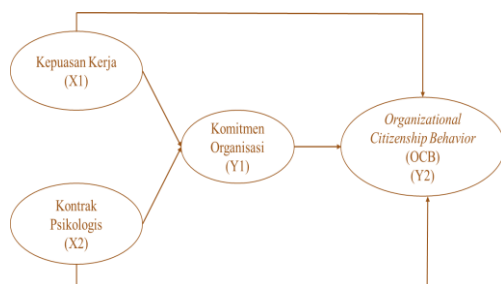 Kepuasan Kerja
(X1)
Komitmen
Organisasi
(Y1)
Organizational
Citizenship Behavior
(OCB)
(Y2)
Kontrak
Psikologis
(X2)